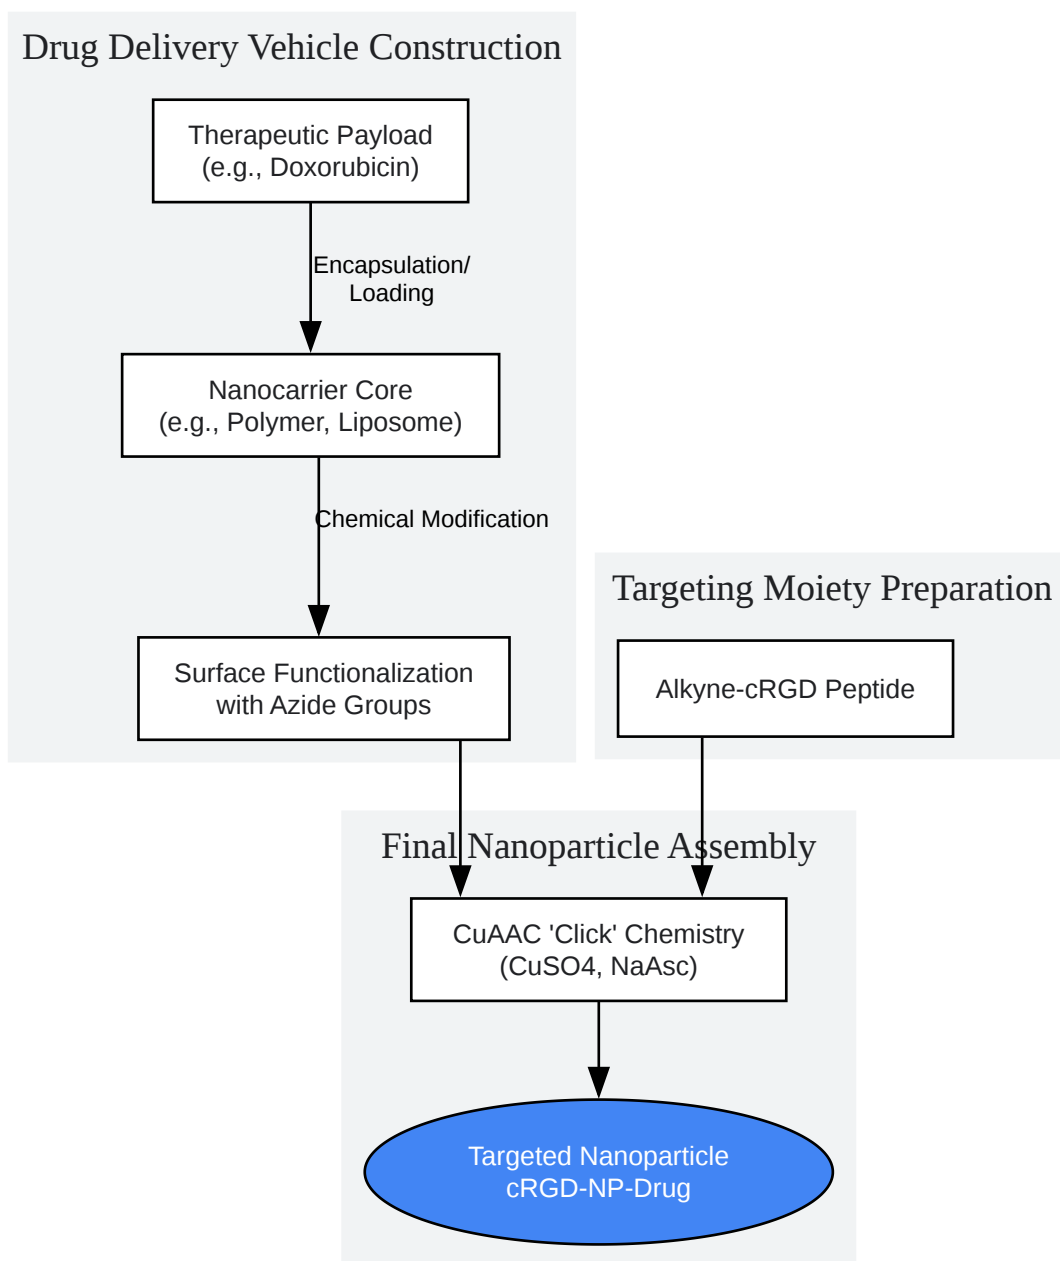 Drug Delivery Vehicle Construction
Therapeutic Payload
(e.g., Doxorubicin)
Encapsulation/
Loading
Nanocarrier Core
(e.g., Polymer, Liposome)
Chemical Modification
Surface Functionalization
with Azide Groups
Targeting Moiety Preparation
Alkyne-cRGD Peptide
Final Nanoparticle Assembly
CuAAC 'Click' Chemistry
(CuSO4, NaAsc)
Targeted Nanoparticle
cRGD-NP-Drug